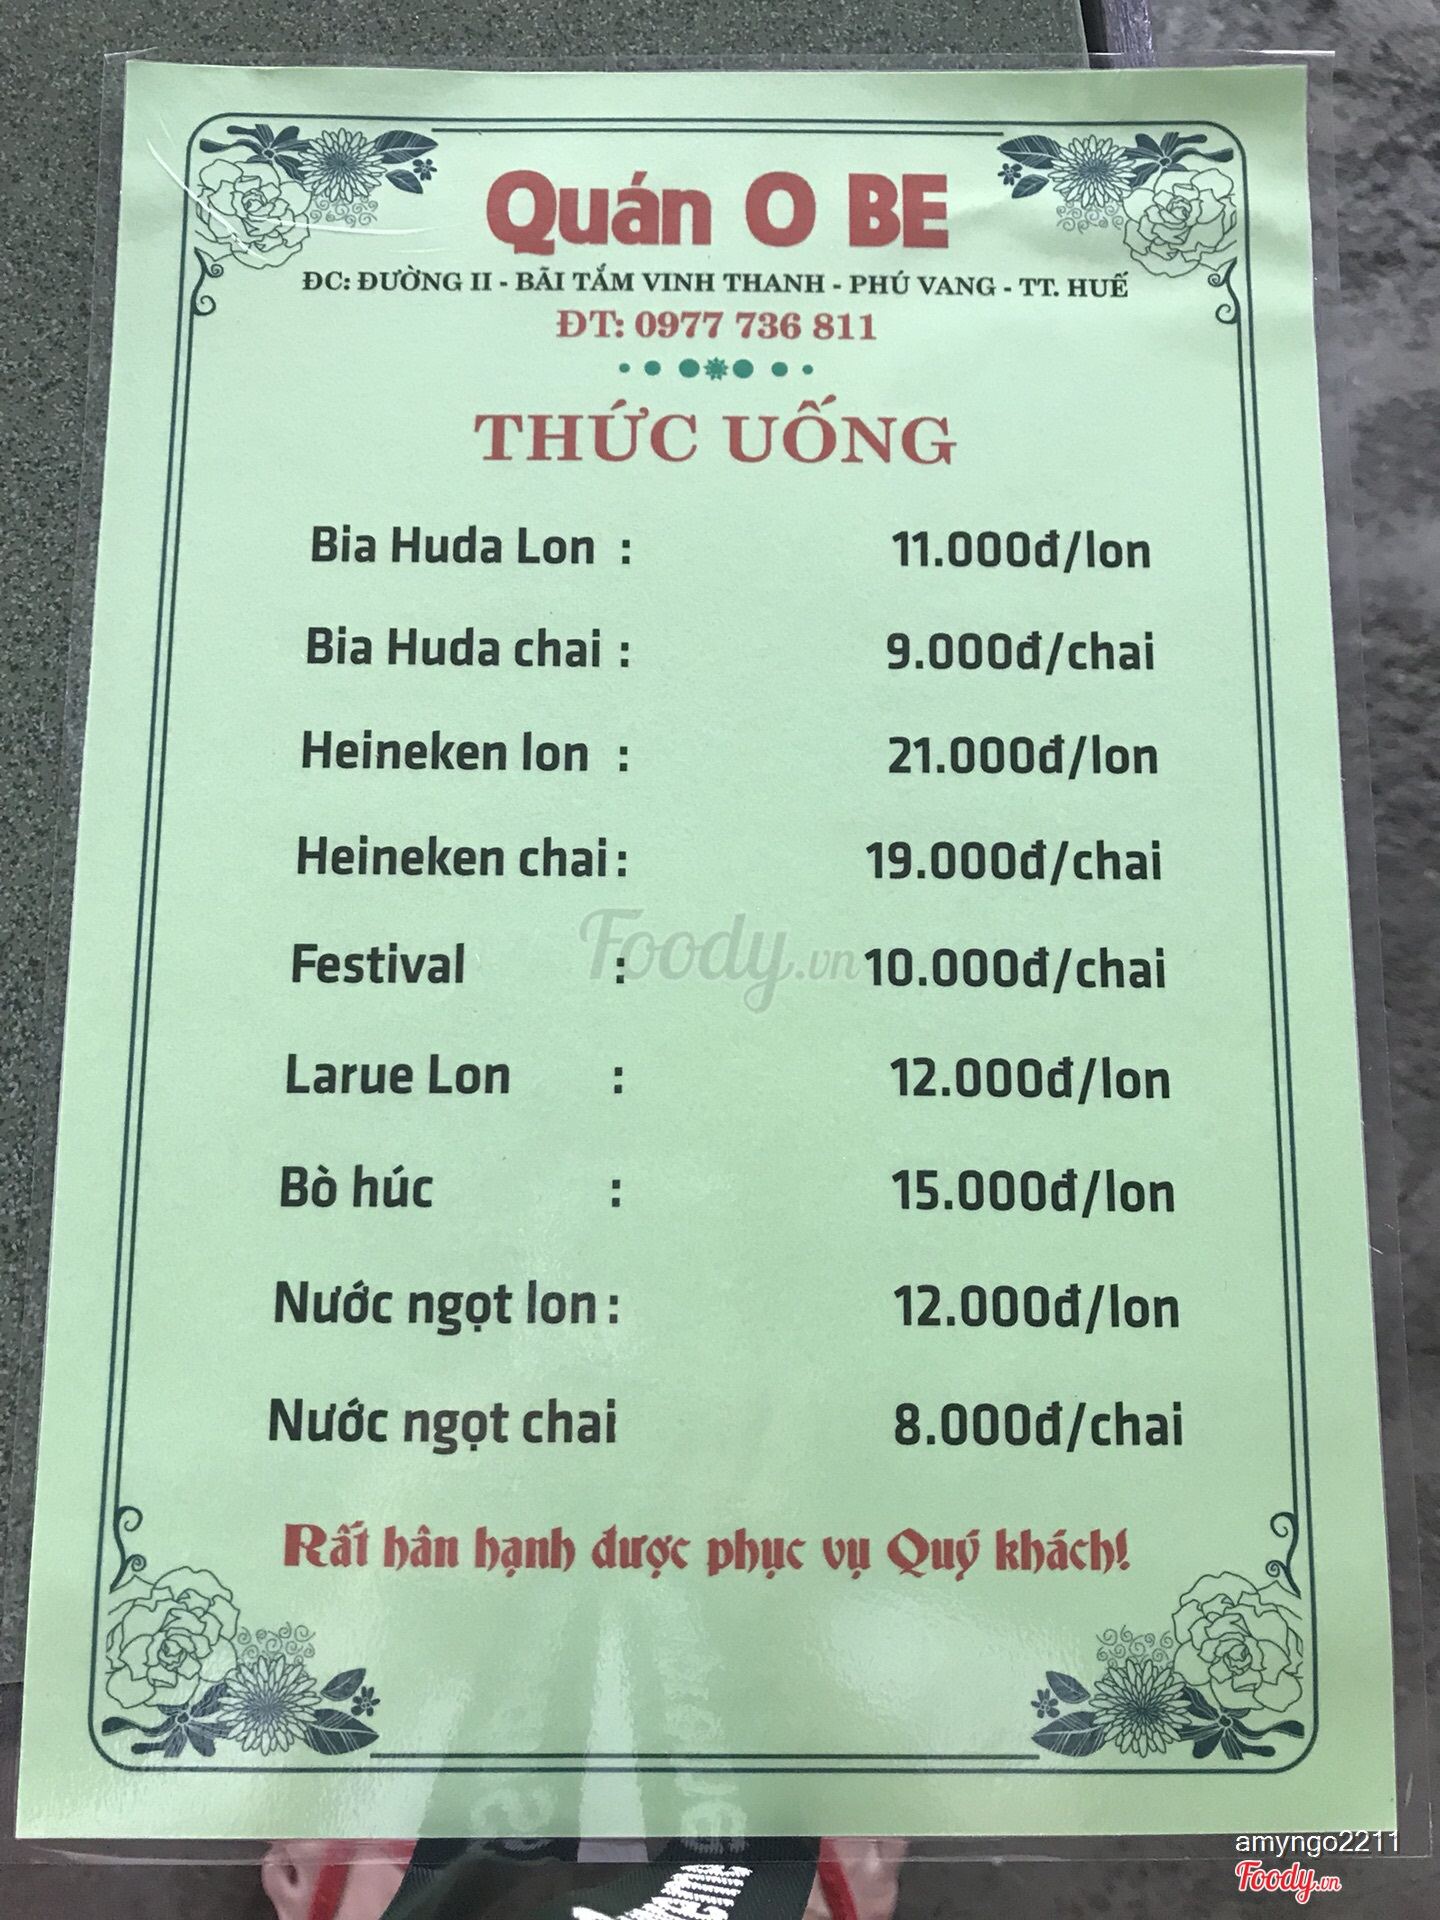 Quán O BE
ĐC: ĐƯỜNG II - BÃI TẮM VINH THANH - PHÚ VANG - TT. HUẾ
ĐT: 0977 736 811
THỨC UỐNG
Bia Huda Lon : 11.000đ/lon
Bia Huda chai : 9.000đ/chai
Heineken lon : 21.000đ/lon
Heineken chai : 19.000đ/chai
Festival : 10.000đ/chai
Foody.vn
Larue Lon : 12.000đ/lon
Bò húc : 15.000đ/lon
Nước ngọt lon : 12.000đ/lon
Nước ngọt chai 8.000đ/chai
Rất hân hạnh được phục vụ Quý khách!
amyngo2211
Foody.vn